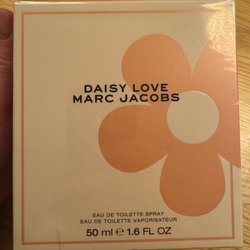 DAISY LOVE
MARC JACOBS
EAU DE TOILETTE SPRAY
EAU DE TOILETTE VAPORISATEUR
50 ml ℮ 1.6 FL OZ